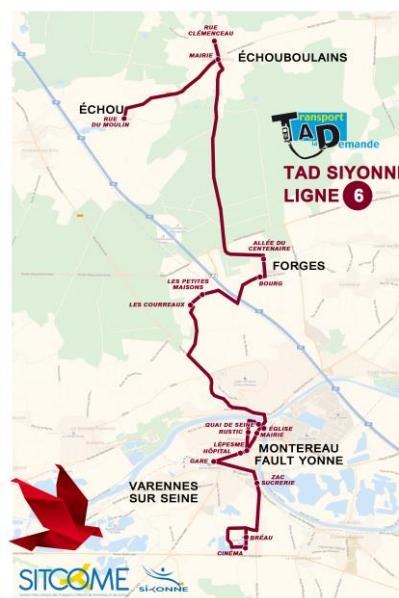 RUE
CLÉMENCEAU
MAIRIE
ÉCHOUBOULAINS
ÉCHOU
RUE
DU MOULIN
Transport
TAD
à la Demande
TAD SIYONNE
LIGNE 6
ALLÉE DU
CENTENAIRE
FORGES
LES PETITES
MAISONS
BOURG
LES COURREAUX
QUAI DE SEINE
RUSTIC
ÉGLISE
MAIRIE
LÉPESME
HÔPITAL
MONTEREAU
FAULT YONNE
GARE
VARENNES
SUR SEINE
ZAC
SUCRERIE
BRÉAU
CINÉMA
SITCOME
siyonne